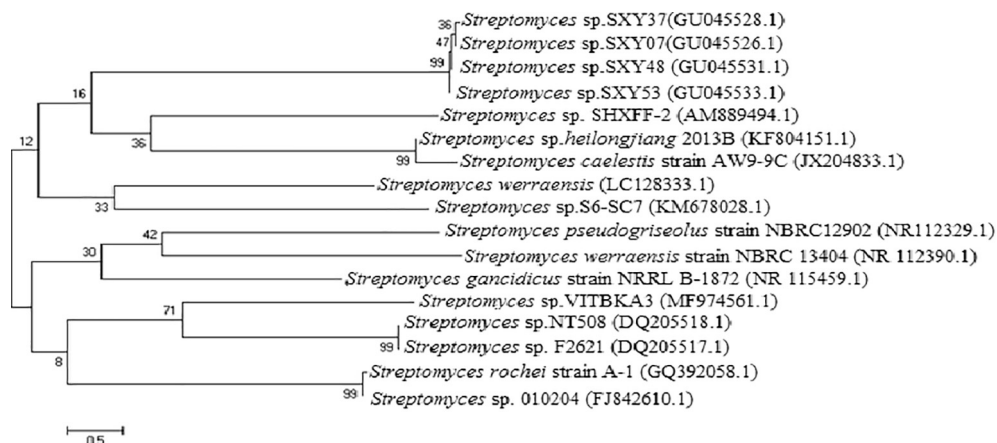 36 Streptomyces sp.SXY37(GU045528.1)
47 Streptomyces sp.SXY07(GU045526.1)
99 Streptomyces sp.SXY48 (GU045531.1)
Streptomyces sp.SXY53 (GU045533.1)
16
Streptomyces sp. SHXFF-2 (AM889494.1)
36
Streptomyces sp.heilongjiang 2013B (KF804151.1)
99
Streptomyces caelestis strain AW9-9C (JX204833.1)
12
Streptomyces werraensis (LC128333.1)
33
Streptomyces sp.S6-SC7 (KM678028.1)
42
Streptomyces pseudogriseolus strain NBRC12902 (NR112329.1)
30
Streptomyces werraensis strain NBRC 13404 (NR 112390.1)
Streptomyces gancidicus strain NRRL B-1872 (NR 115459.1)
71
Streptomyces sp.VITBKA3 (MF974561.1)
Streptomyces sp.NT508 (DQ205518.1)
99
Streptomyces sp. F2621 (DQ205517.1)
8
Streptomyces rochei strain A-1 (GQ392058.1)
99
Streptomyces sp. 010204 (FJ842610.1)
0.5